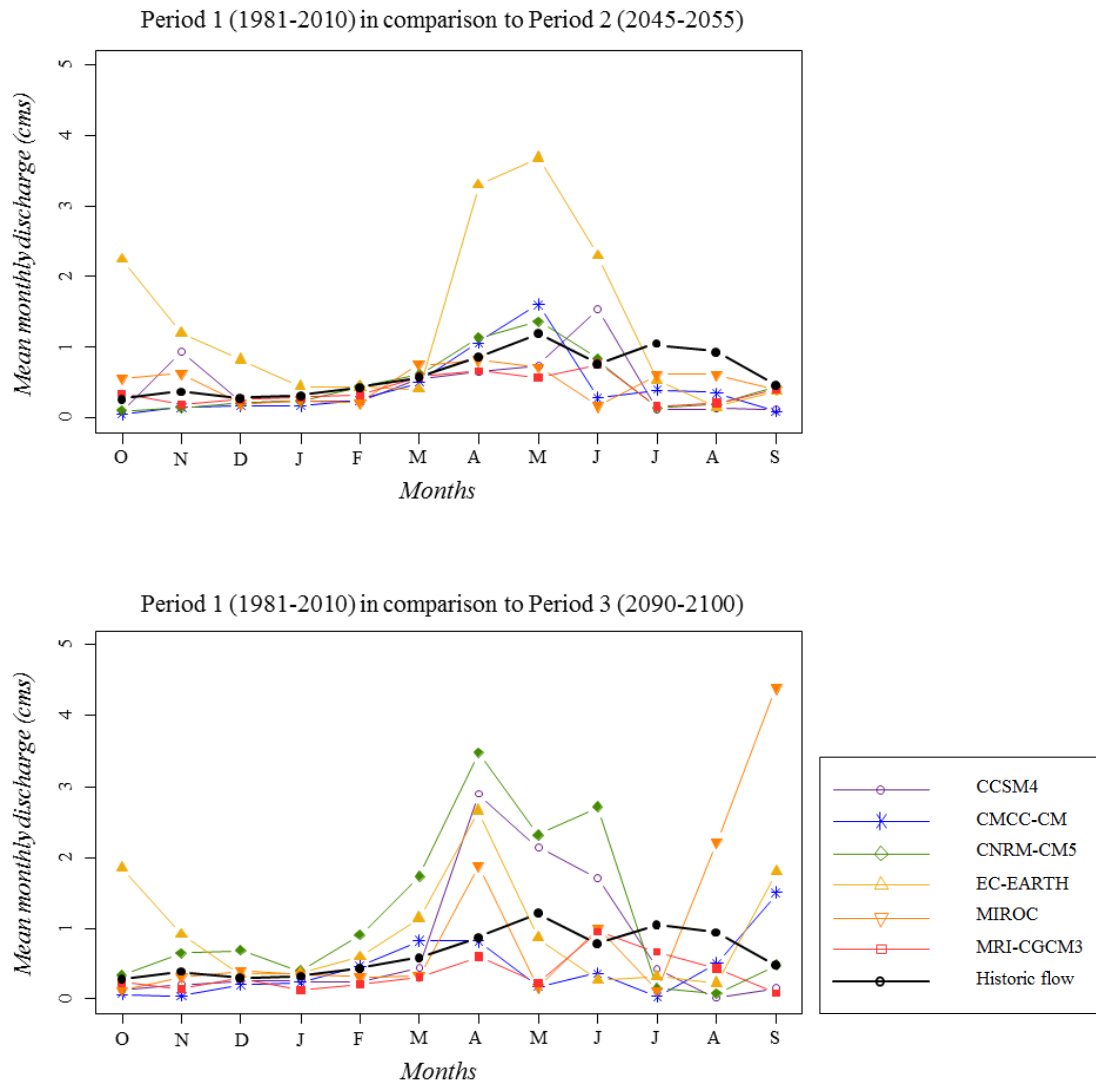 Period 1 (1981-2010) in comparison to Period 2 (2045-2055)
Mean monthly discharge (cms)
5
4
3
2
1
0
O N D J F M A M J J A S
Months
Period 1 (1981-2010) in comparison to Period 3 (2090-2100)
Mean monthly discharge (cms)
5
4
3
2
1
0
O N D J F M A M J J A S
Months
CCSM4
CMCC-CM
CNRM-CM5
EC-EARTH
MIROC
MRI-CGCM3
Historic flow